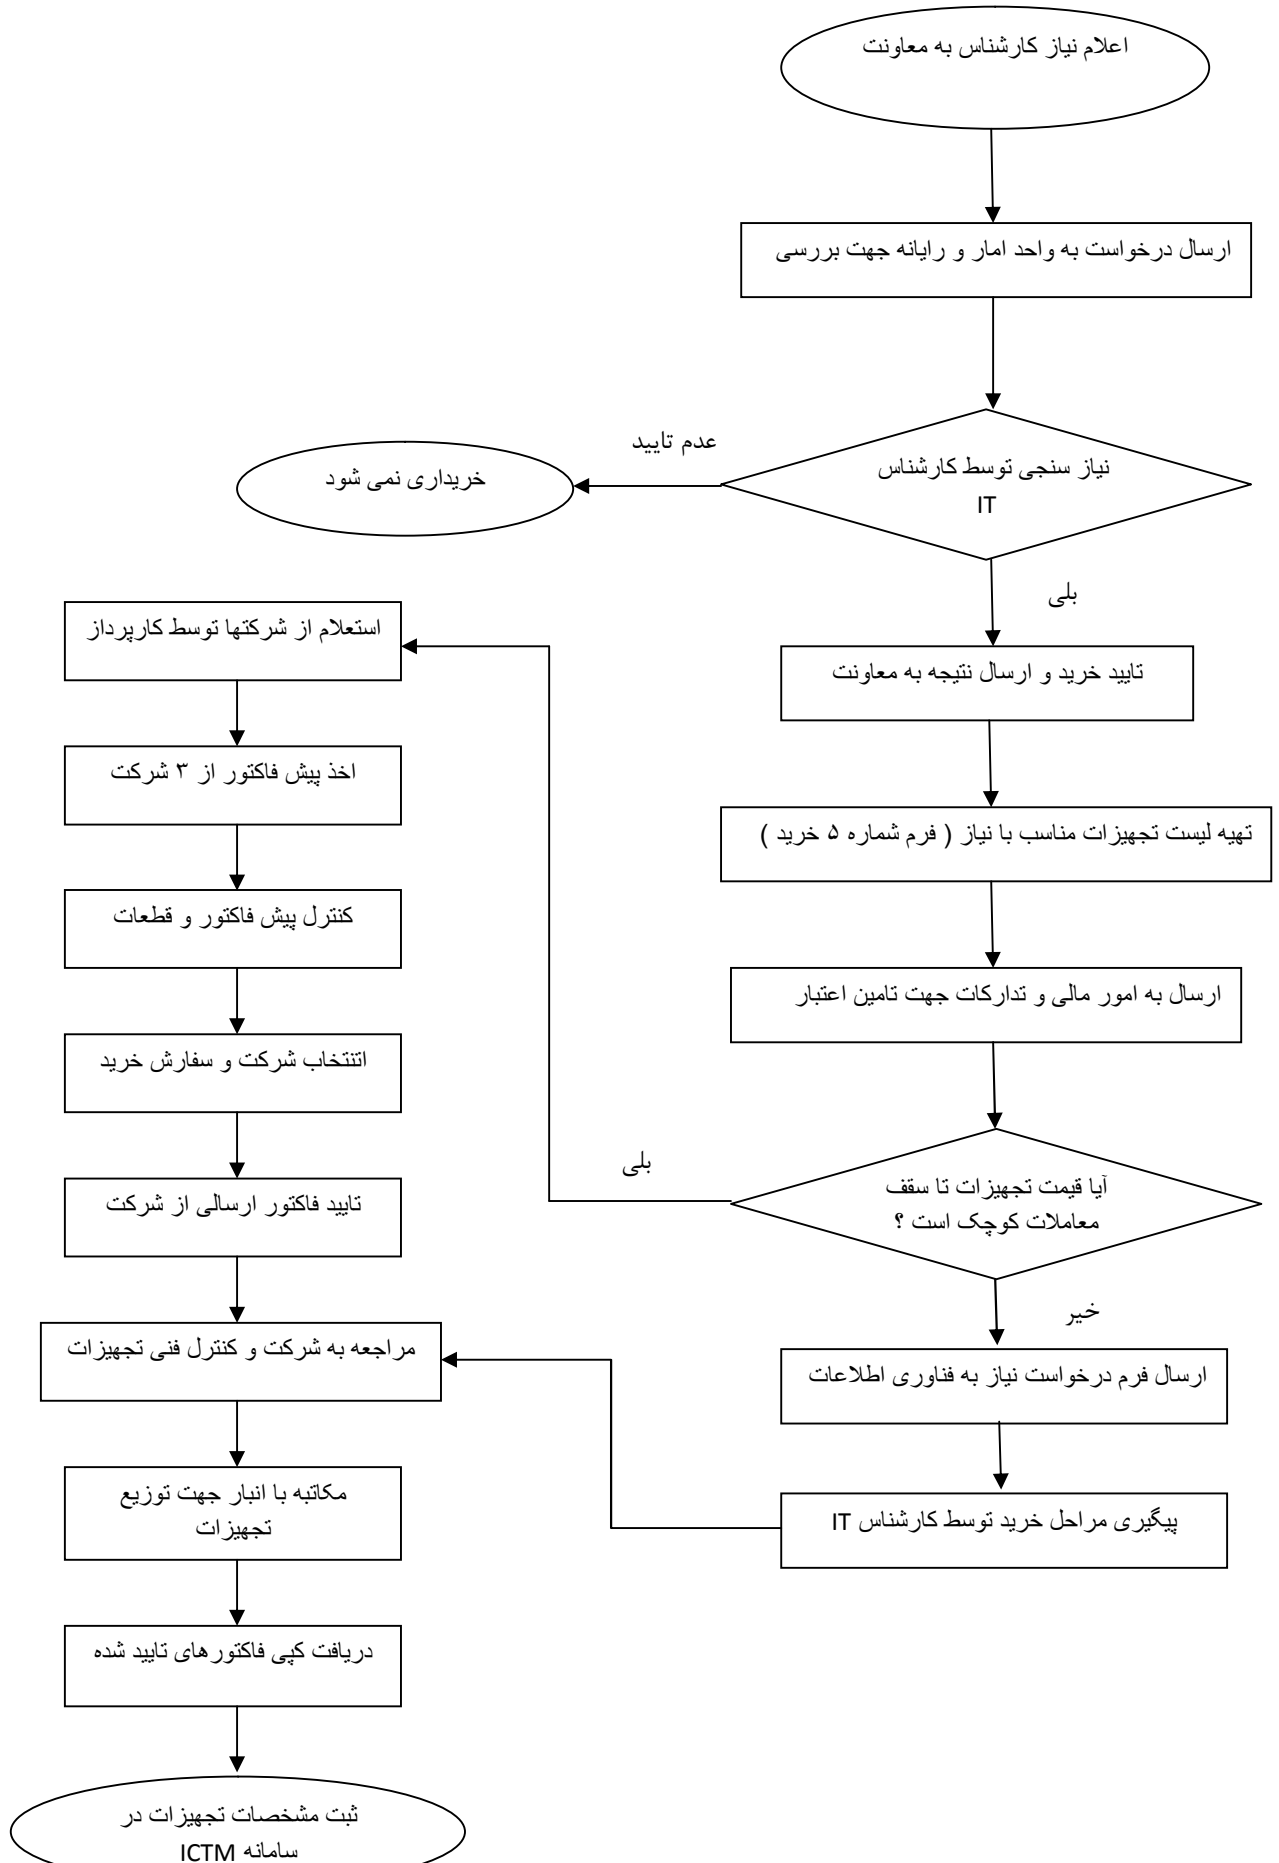 اعلام نیاز کارشناس به معاونت
ارسال درخواست به واحد امار و رایانه جهت بررسی
نیاز سنجی توسط کارشناس
IT
عدم تایید
خریداری نمی شود
بلی
تایید خرید و ارسال نتیجه به معاونت
تهیه لیست تجهیزات مناسب با نیاز ( فرم شماره ۵ خرید )
ارسال به امور مالی و تدارکات جهت تامین اعتبار
آیا قیمت تجهیزات تا سقف
معاملات کوچک است ؟
بلی
خیر
ارسال فرم درخواست نیاز به فناوری اطلاعات
پیگیری مراحل خرید توسط کارشناس IT
استعلام از شرکتها توسط کارپرداز
اخذ پیش فاکتور از ۳ شرکت
کنترل پیش فاکتور و قطعات
اتنتخاب شرکت و سفارش خرید
تایید فاکتور ارسالی از شرکت
مراجعه به شرکت و کنترل فنی تجهیزات
مکاتبه با انبار جهت توزیع
تجهیزات
دریافت کپی فاکتورهای تایید شده
ثبت مشخصات تجهیزات در
سامانه ICTM